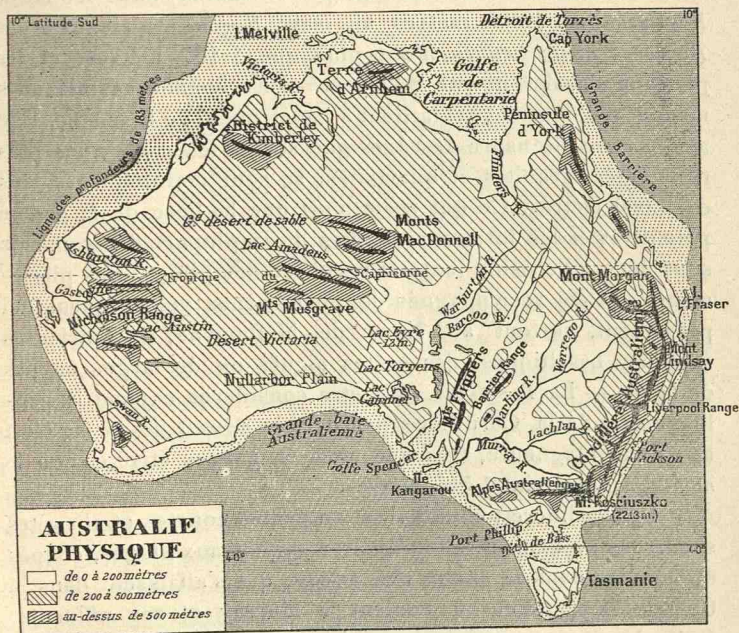 10° Latitude Sud
Détroit de Torrès
10°
I. Melville
Cap York
Victoria R.
Terre
d'Arnhem
Golfe
de
Carpentarie
Péninsule
d'York
Grande Barrière
Ligne des profondeurs de 183 mètres
District de
Kimberley
Flinders R.
Gd désert de sable
Monts
MacDonnell
Lac Amadeus
Ashburton R.
Tropique du Capricorne
Mont Morgan
Gascoyne
Mts Musgrave
Warburton R.
I. Fraser
Nicholson Range
Lac Austin
Barcoo R.
Warrego R.
Lac Eyre
(-12m.)
Désert Victoria
Mont
Lindsay
Lac Torrens
Mts Flinders
Barrier Range
Darling R.
Cordillère Australienne
Nullarbor Plain
Lac
Gairdner
Liverpool Range
Swan R.
Grande baie
Australienne
Lachlan
Murray R.
Port
Jackson
Golfe Spencer
Ile
Kangarou
Alpes Australiennes
M. Kosciuszko
(2213 m.)
Port Phillip
Dét. de Bass
40°
40°
Tasmanie
AUSTRALIE
PHYSIQUE
de 0 à 200 mètres
de 200 à 500 mètres
au-dessus de 500 mètres